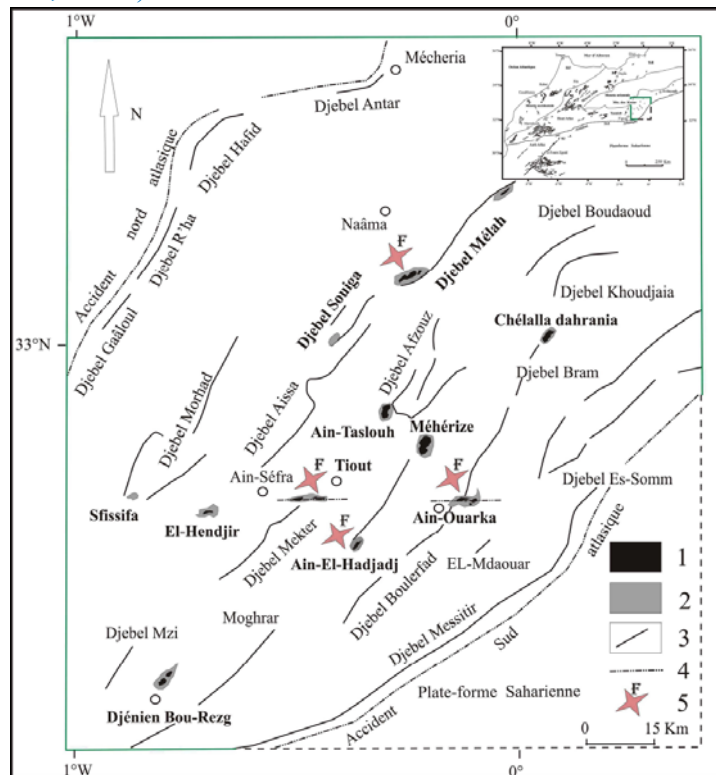 1°W
0°
Mécheria
Djebel Antar
N
Djebel Hafid
atlasique
nord
Accident
Djebel R'ha
Djebel Gaâloul
Naâma
F
Djebel Mélah
Djebel Boudaoud
Djebel Souiga
Djebel Khoudjaia
Chélalla dahrania
33°N
Djebel Afzouz
Djebel Bram
Djebel Morhad
Djebel Aissa
Ain-Taslouh
Méhérize
F
F
Ain-Séfra
Tiout
Djebel Es-Somm
Sfissifa
El-Hendjir
Ain-Ouarka
F
Djebel Mekter
Ain-El-Hadjadj
EL-Mdaouar
atlasique
Djebel Boulerfad
Moghrar
Djebel Mzi
Djebel Messitir
Sud
Plate-forme Saharienne
Accident
Djénien Bou-Rezg
1
2
3
4
F
5
0 15 Km
1°W
0°